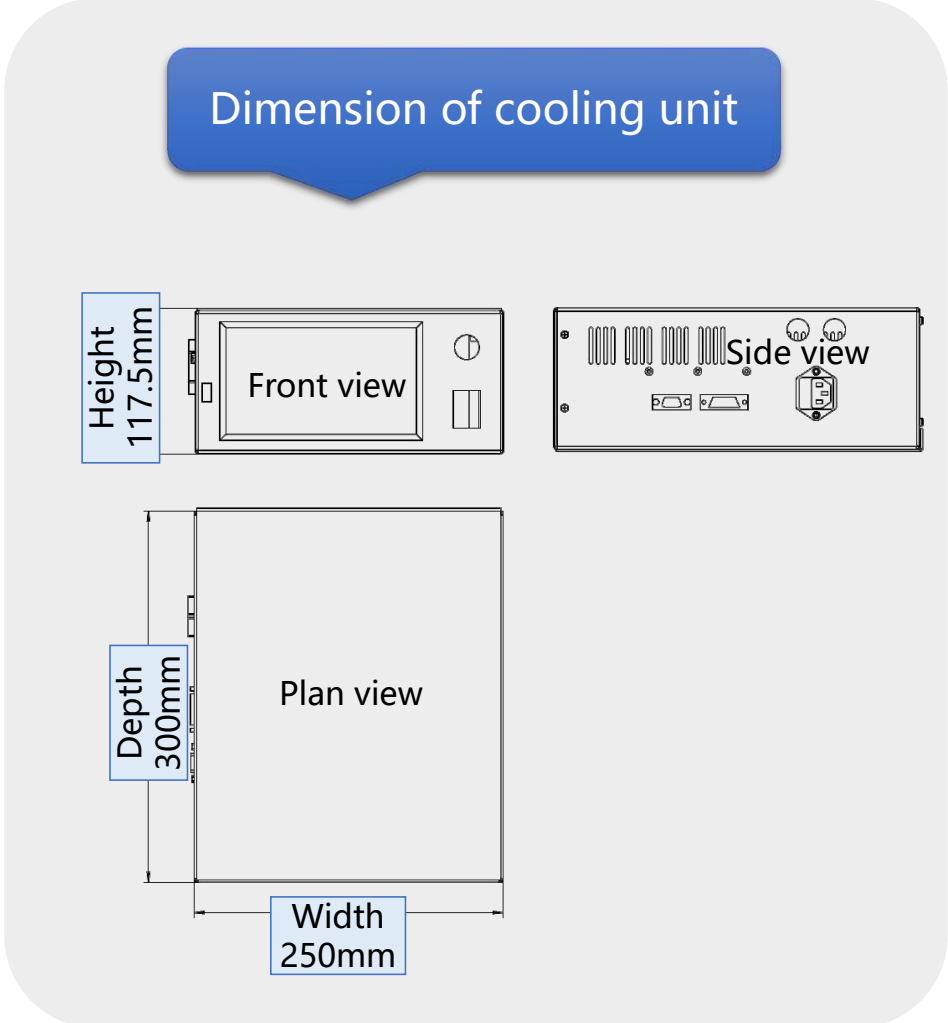 Dimension of cooling unit
Height
117.5mm
Front view
Side view
Depth
300mm
Plan view
Width
250mm